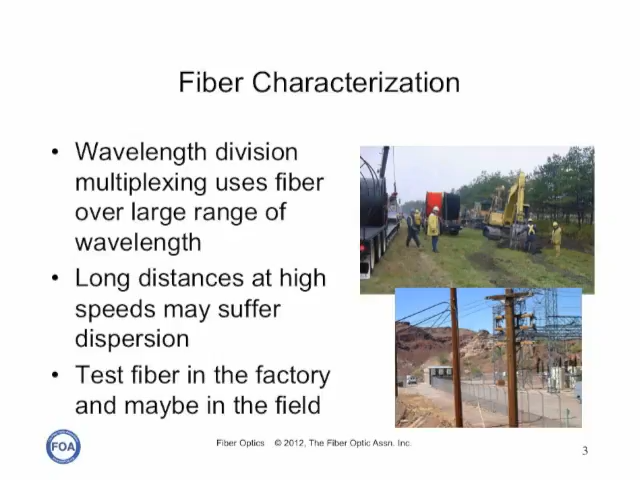 Fiber Characterization
• Wavelength division
multiplexing uses fiber
over large range of
wavelength
• Long distances at high
speeds may suffer
dispersion
• Test fiber in the factory
and maybe in the field
FOA
Fiber Optics © 2012, The Fiber Optic Assn. Inc.
3